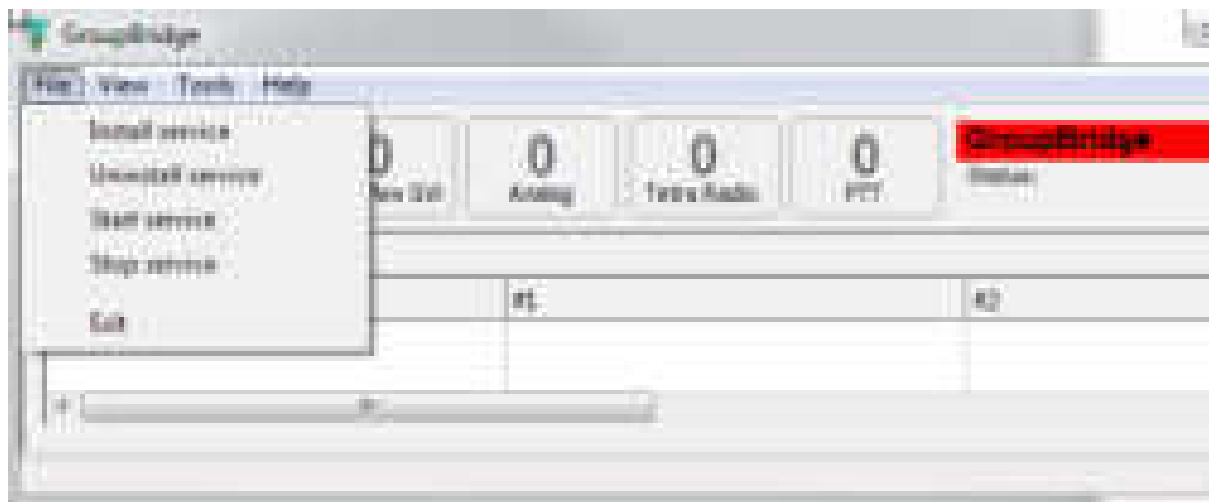 GroupBridge
File View Tools Help
Install service
Uninstall service
Start service
Stop service
Exit
0 0 0 0
Analog Tetra Radio PTT
GroupBridge
Status:
#1 #2